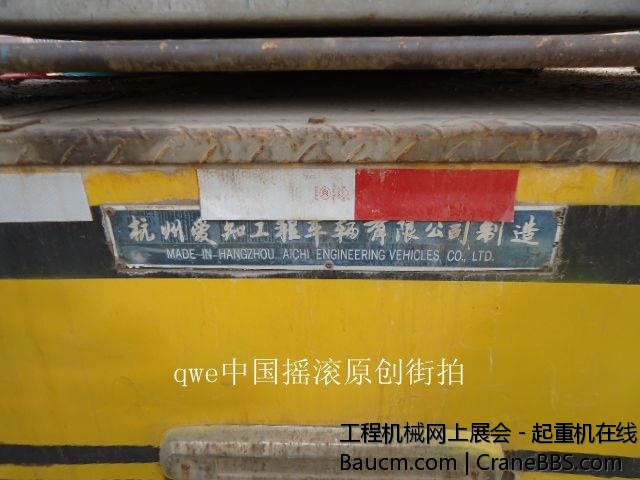 杭州爱知工程车辆有限公司制造
MADE-IN-HANGZHOU AICHI ENGINEERING VEHICLES CO., LTD.
qwe中国摇滚原创街拍
工程机械网上展会 - 起重机在线
Baucm.com | CraneBBS.com